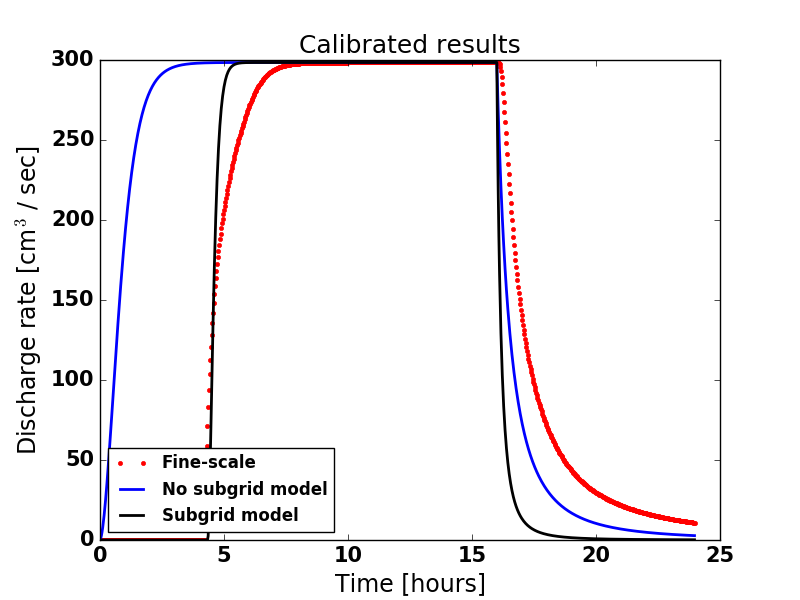 Calibrated results
Discharge rate [cm³ / sec]
300
250
200
150
100
50
0
Fine-scale
No subgrid model
Subgrid model
0 5 10 15 20 25
Time [hours]